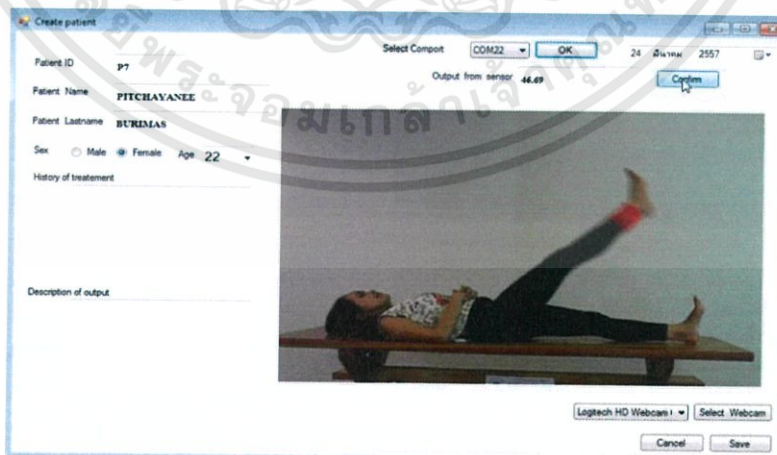 Create patient
Select Comport COM22 OK 24 มีนาคม 2557
Patient ID P7
Output from sensor 46.69 Confirm
Patient Name PITCHAYANEE
Patient Lastname BURIMAS
Sex Male Female Age 22
History of treatement
Description of output
Logitech HD Webcam Select Webcam
Cancel Save